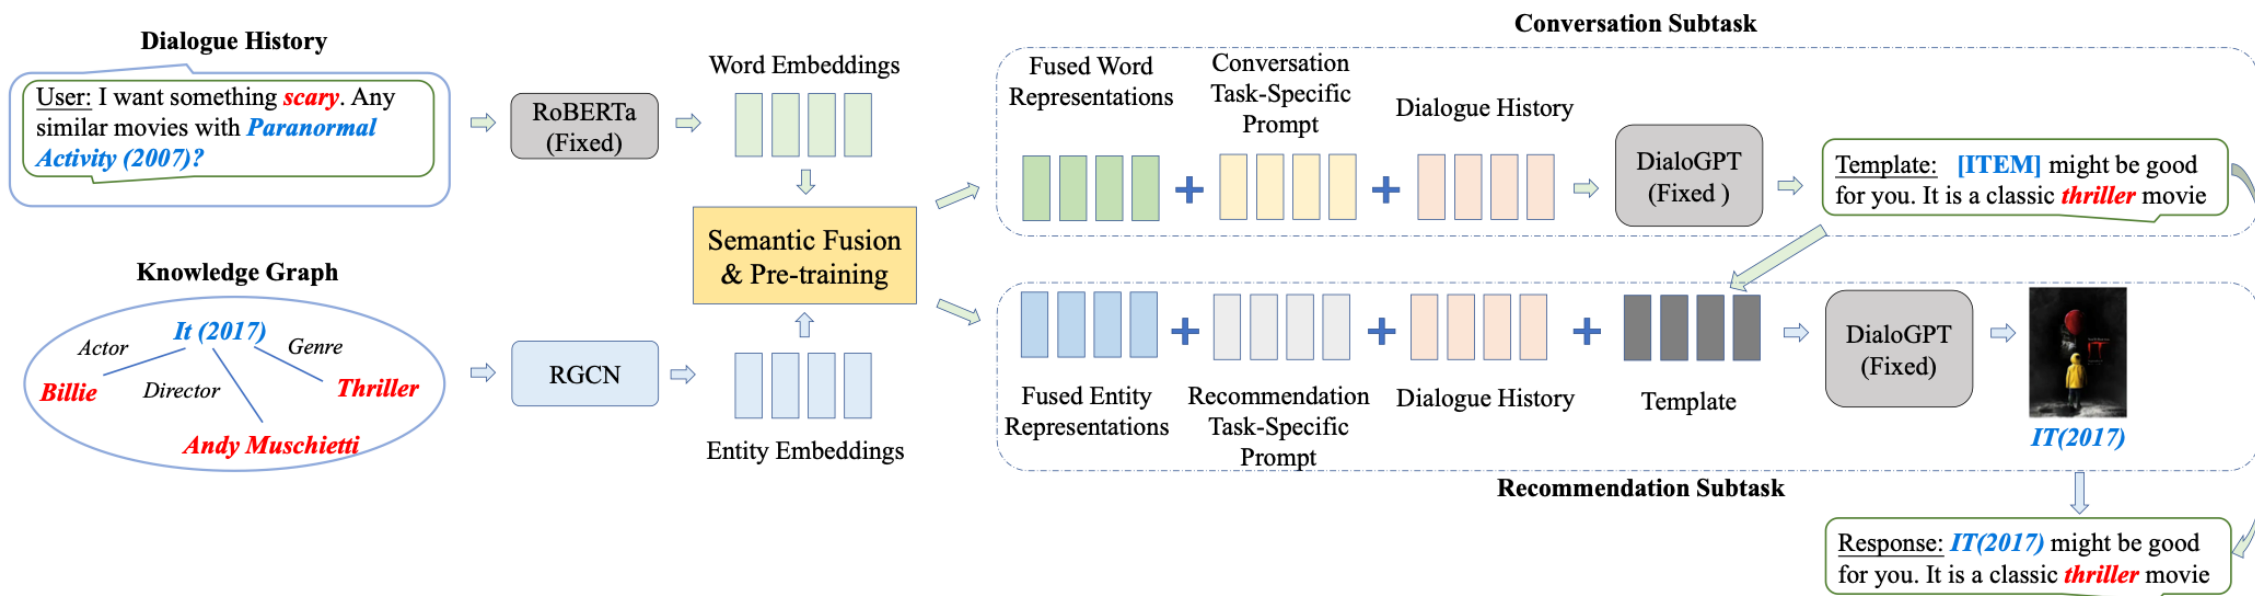 Dialogue History
User: I want something scary. Any
similar movies with Paranormal
Activity (2007)?
RoBERTa
(Fixed)
Word Embeddings
Knowledge Graph
It (2017)
Actor
Genre
Billie
Director
Thriller
Andy Muschietti
RGCN
Entity Embeddings
Semantic Fusion
& Pre-training
Conversation Subtask
Fused Word
Representations
+
Conversation
Task-Specific
Prompt
+
Dialogue History
DialoGPT
(Fixed )
Template: [ITEM] might be good
for you. It is a classic thriller movie
Fused Entity
Representations
+
Recommendation
Task-Specific
Prompt
+
Dialogue History
+
Template
DialoGPT
(Fixed)
IT
IT(2017)
Recommendation Subtask
Response: IT(2017) might be good
for you. It is a classic thriller movie